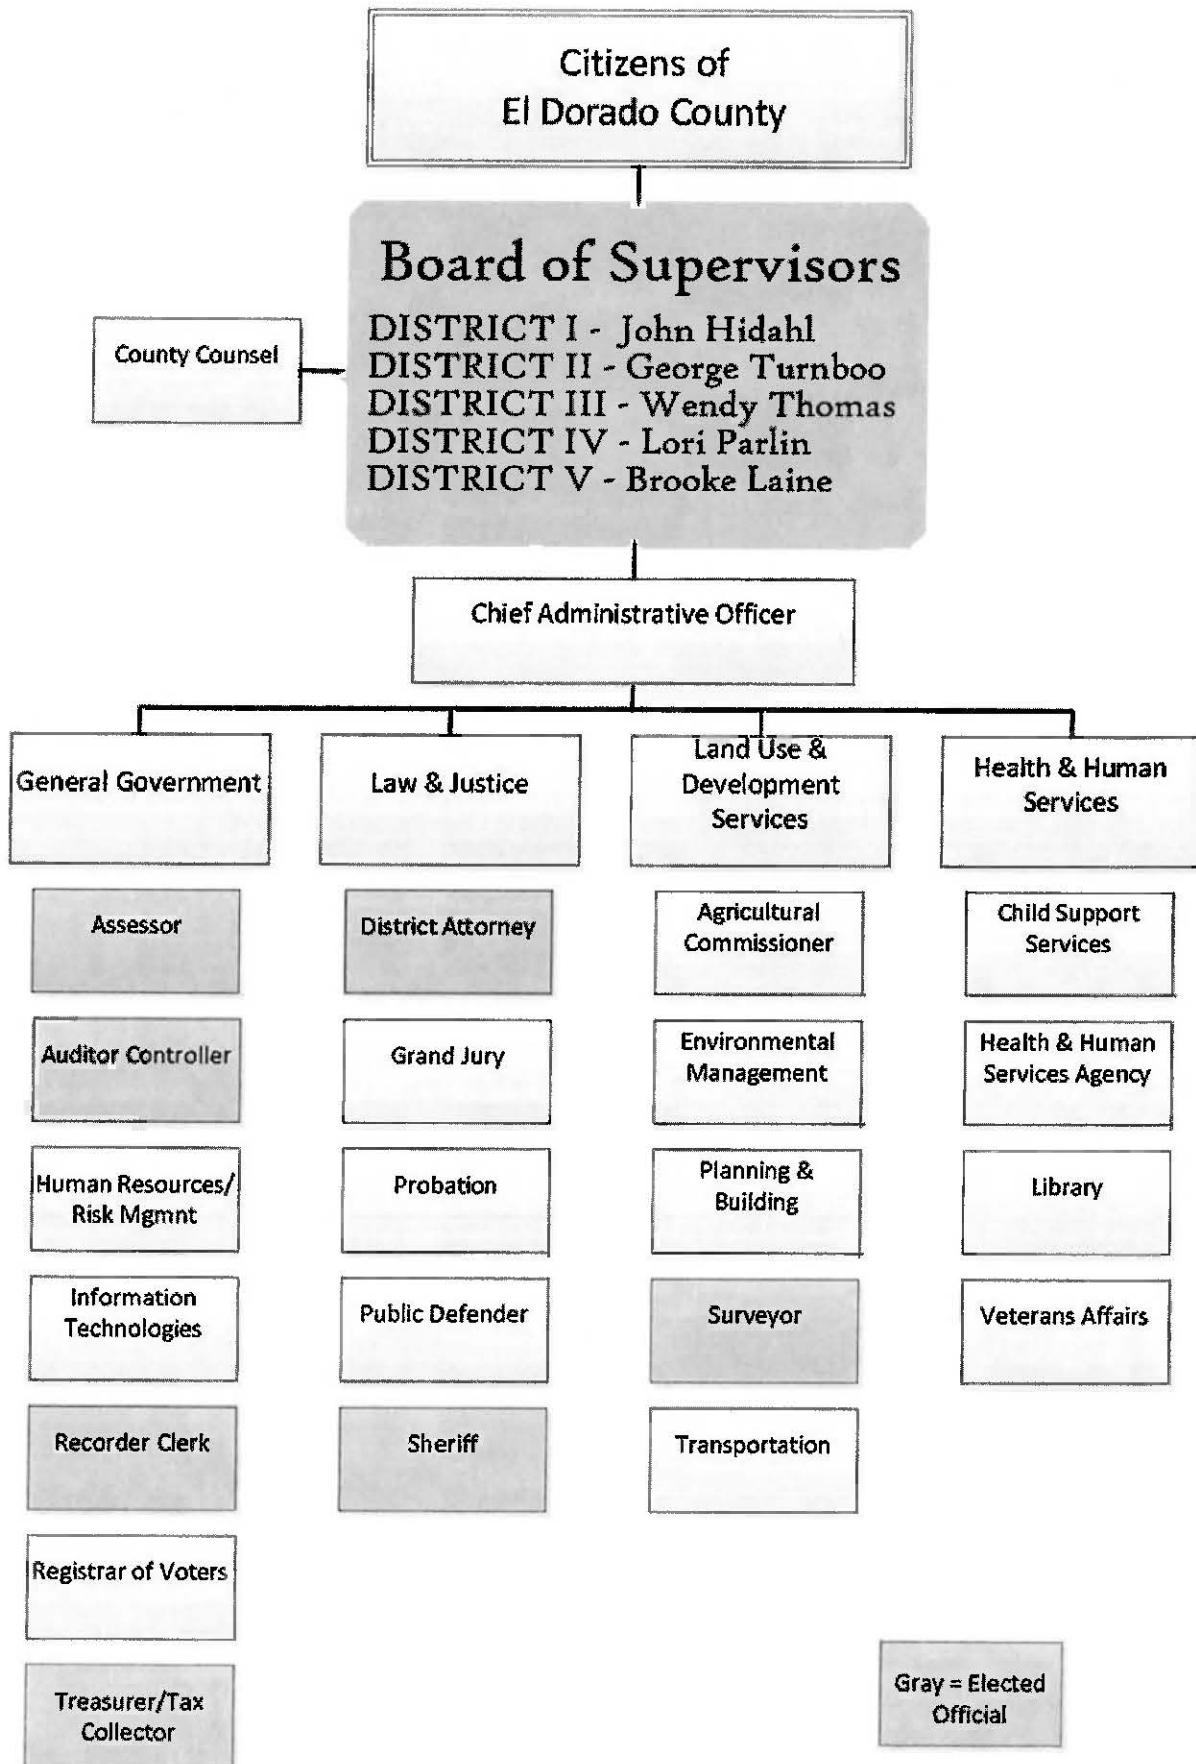 Citizens of
El Dorado County
Board of Supervisors
DISTRICT I - John Hidahl
DISTRICT II - George Turnboo
DISTRICT III - Wendy Thomas
DISTRICT IV - Lori Parlin
DISTRICT V - Brooke Laine
County Counsel
Chief Administrative Officer
General Government
Law & Justice
Land Use &
Development
Services
Health & Human
Services
Assessor
District Attorney
Agricultural
Commissioner
Child Support
Services
Auditor Controller
Grand Jury
Environmental
Management
Health & Human
Services Agency
Human Resources/
Risk Mgmnt
Probation
Planning &
Building
Library
Information
Technologies
Public Defender
Surveyor
Veterans Affairs
Recorder Clerk
Sheriff
Transportation
Registrar of Voters
Treasurer/Tax
Collector
Gray = Elected
Official